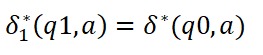 δ₁*(q1, a) = δ*(q0, a)